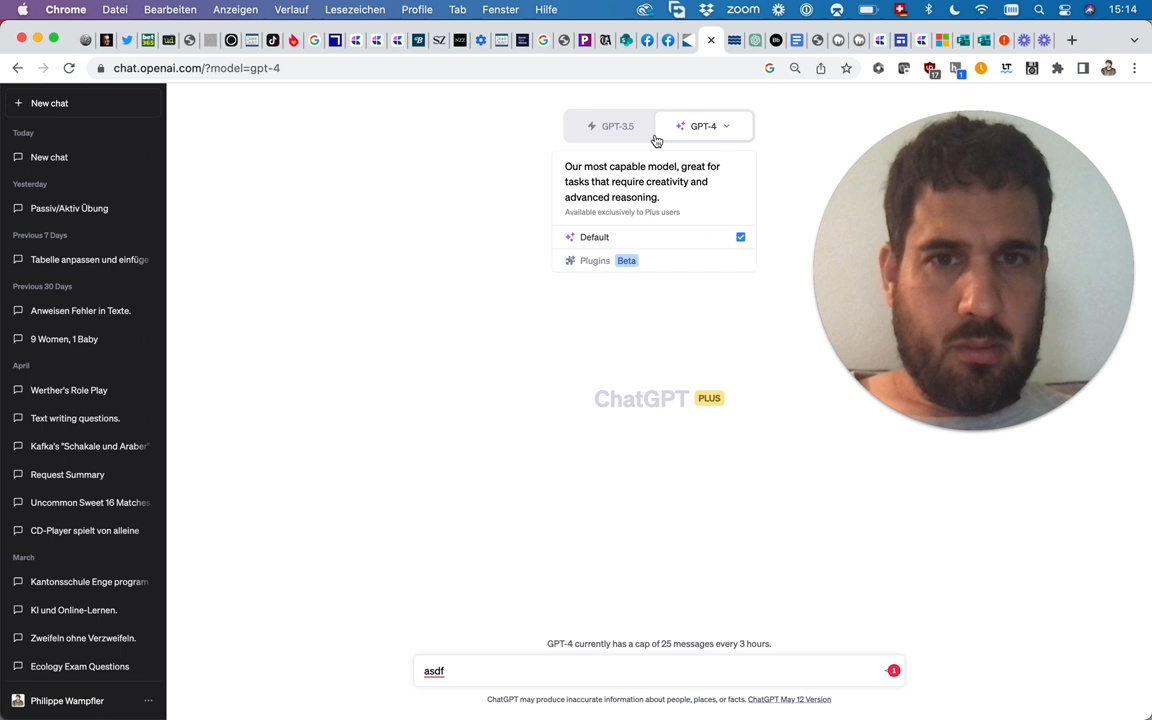 Chrome Datei Bearbeiten Anzeigen Verlauf Lesezeichen Profile Tab Fenster Hilfe zoom 15:14
chat.openai.com/?model=gpt-4
17
1
New chat
Today
New chat
Yesterday
Passiv/Aktiv Übung
Previous 7 Days
Tabelle anpassen und einfüge
Previous 30 Days
Anweisen Fehler in Texte.
9 Women, 1 Baby
April
Werther's Role Play
Text writing questions.
Kafka's "Schakale und Araber"
Request Summary
Uncommon Sweet 16 Matches.
CD-Player spielt von alleine
March
Kantonsschule Enge program
KI und Online-Lernen.
Zweifeln ohne Verzweifeln.
Ecology Exam Questions
Philippe Wampfler
GPT-3.5
GPT-4
Our most capable model, great for
tasks that require creativity and
advanced reasoning.
Available exclusively to Plus users
Default
Plugins Beta
ChatGPT PLUS
GPT-4 currently has a cap of 25 messages every 3 hours.
asdf
1
ChatGPT may produce inaccurate information about people, places, or facts. ChatGPT May 12 Version